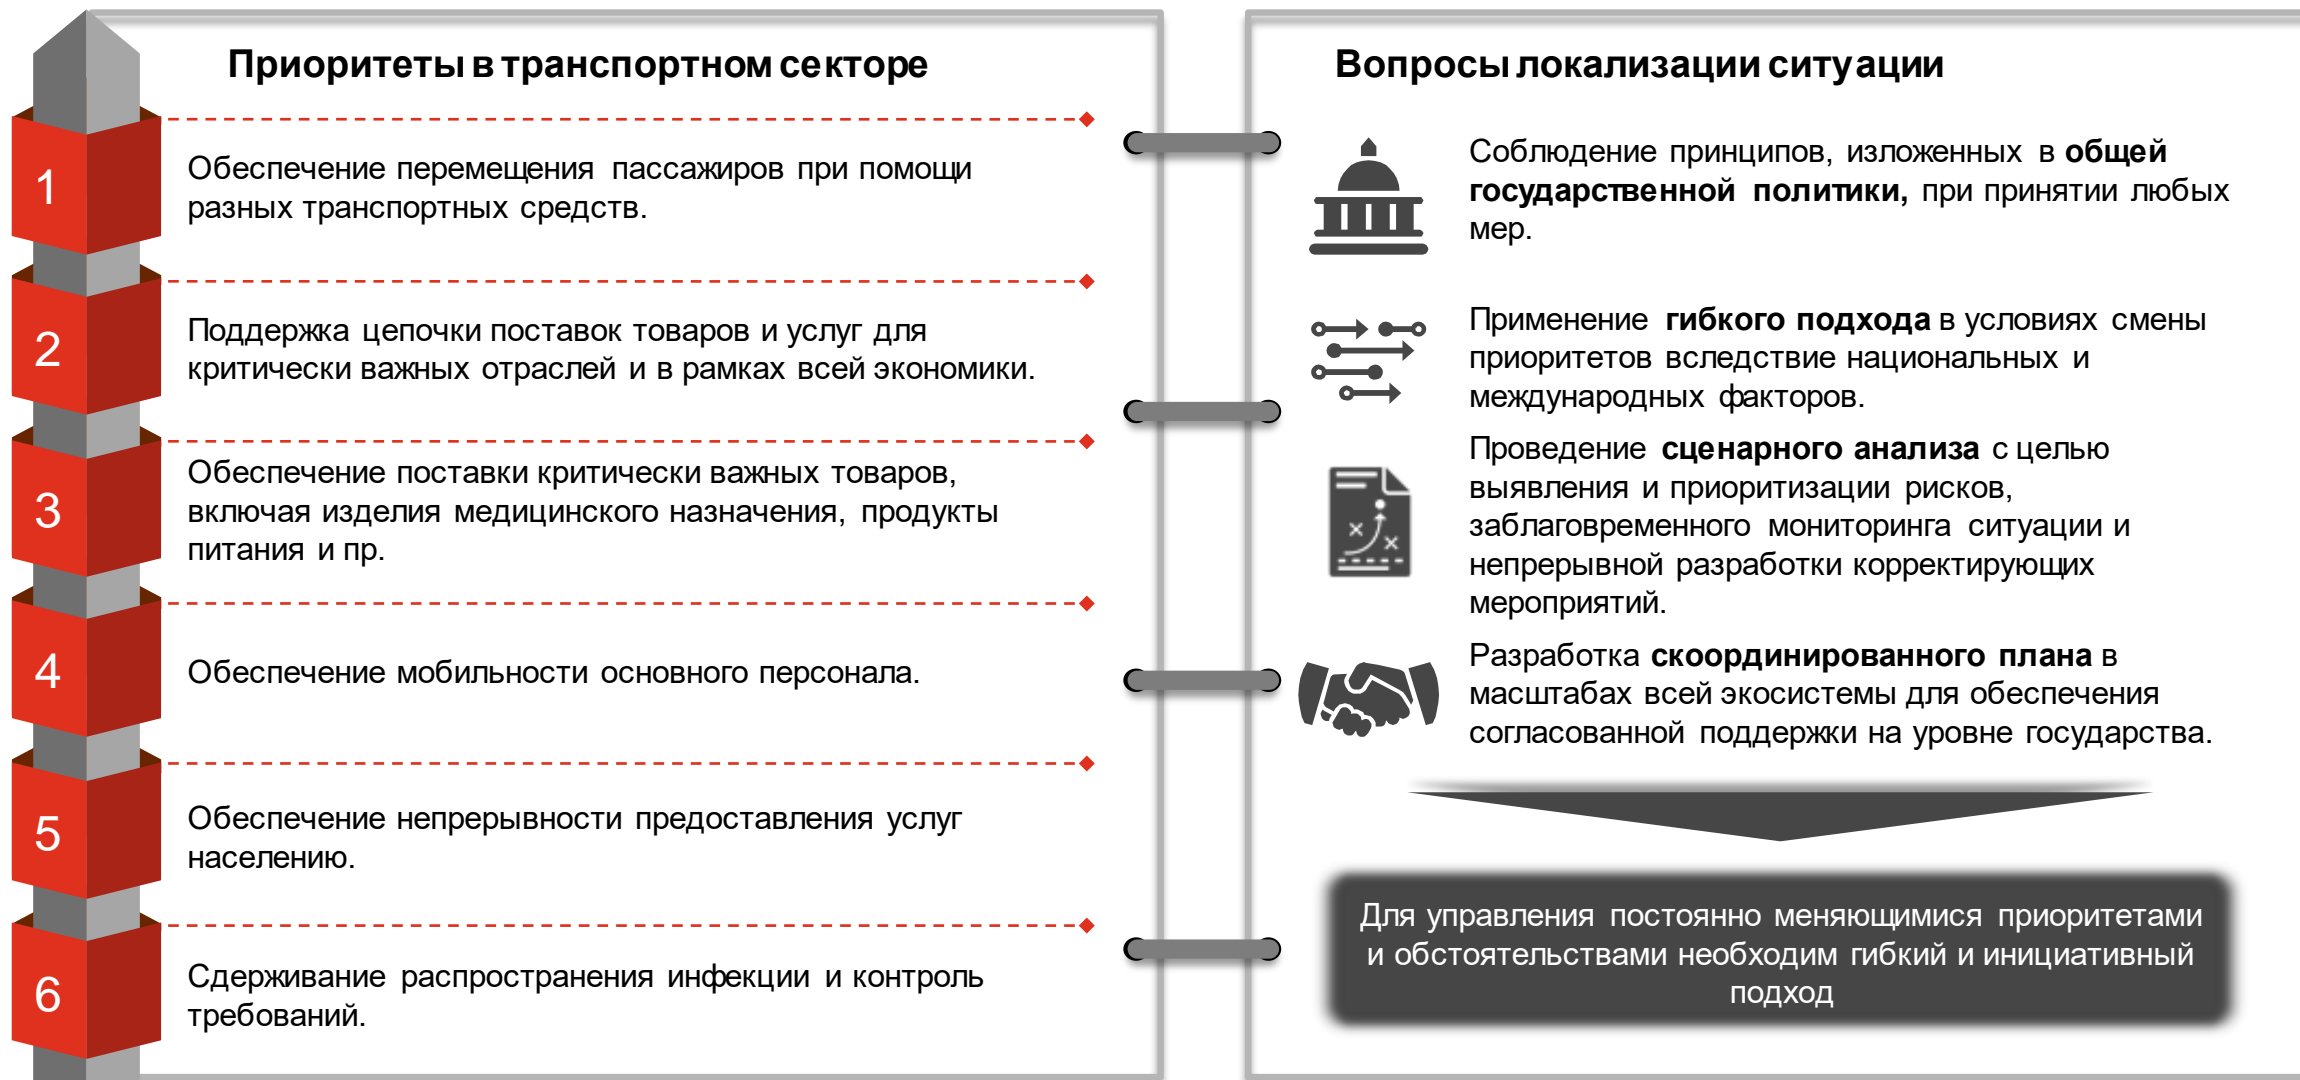 Приоритеты в транспортном секторе
1
Обеспечение перемещения пассажиров при помощи
разных транспортных средств.
2
Поддержка цепочки поставок товаров и услуг для
критически важных отраслей и в рамках всей экономики.
3
Обеспечение поставки критически важных товаров,
включая изделия медицинского назначения, продукты
питания и пр.
4
Обеспечение мобильности основного персонала.
5
Обеспечение непрерывности предоставления услуг
населению.
6
Сдерживание распространения инфекции и контроль
требований.
Вопросы локализации ситуации
Соблюдение принципов, изложенных в общей
государственной политики, при принятии любых
мер.
Применение гибкого подхода в условиях смены
приоритетов вследствие национальных и
международных факторов.
Проведение сценарного анализа с целью
выявления и приоритизации рисков,
заблаговременного мониторинга ситуации и
непрерывной разработки корректирующих
мероприятий.
Разработка скоординированного плана в
масштабах всей экосистемы для обеспечения
согласованной поддержки на уровне государства.
Для управления постоянно меняющимися приоритетами
и обстоятельствами необходим гибкий и инициативный
подход